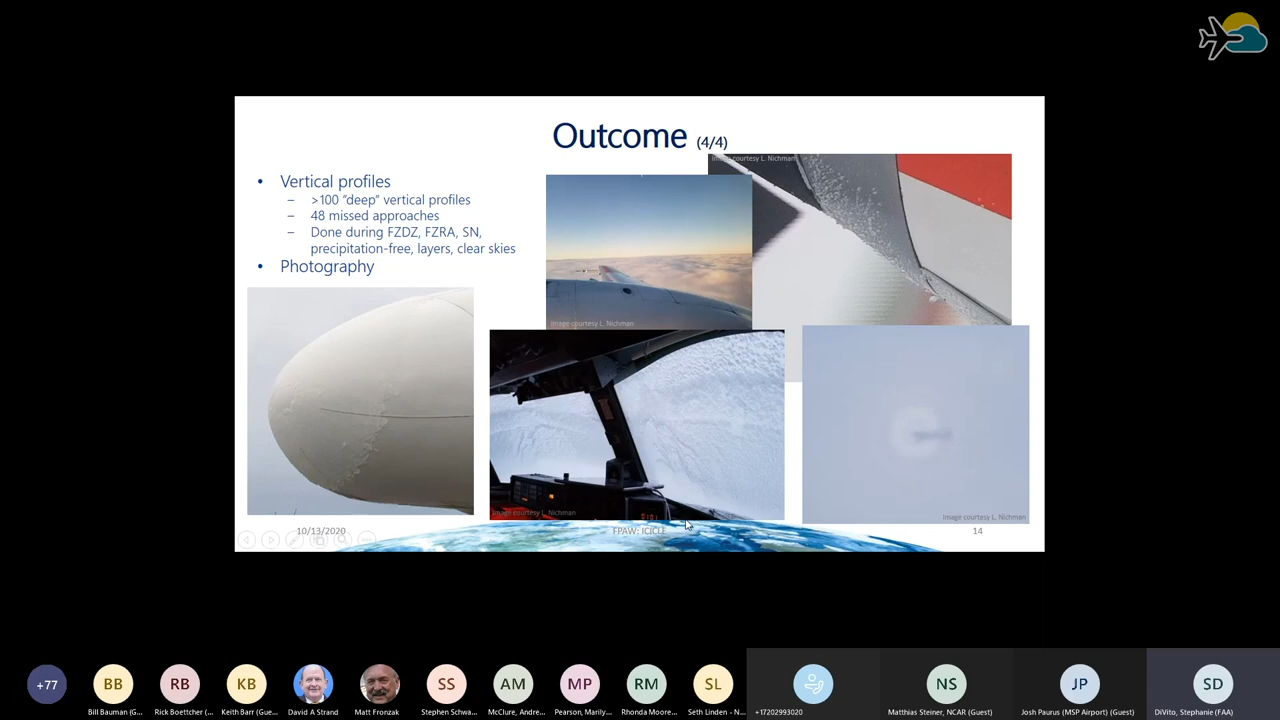 Outcome (4/4)
• Vertical profiles
– >100 "deep" vertical profiles
– 48 missed approaches
– Done during FZDZ, FZRA, SN,
precipitation-free, layers, clear skies
• Photography
Image courtesy L. Nichman
Image courtesy L. Nichman
Image courtesy L. Nichman
Image courtesy L. Nichman
10/13/2020
FPAW: ICICLE
14
+77
BB
RB
KB
SS
AM
MP
RM
SL
NS
JP
SD
Bill Bauman (G...
Rick Boettcher (...
Keith Barr (Gue...
David A Strand
Matt Fronzak
Stephen Schwa...
McClure, Andre...
Pearson, Marily...
Rhonda Moore...
Seth Linden - N...
+17202993020
Matthias Steiner, NCAR (Guest)
Josh Paurus (MSP Airport) (Guest)
DiVito, Stephanie (FAA)